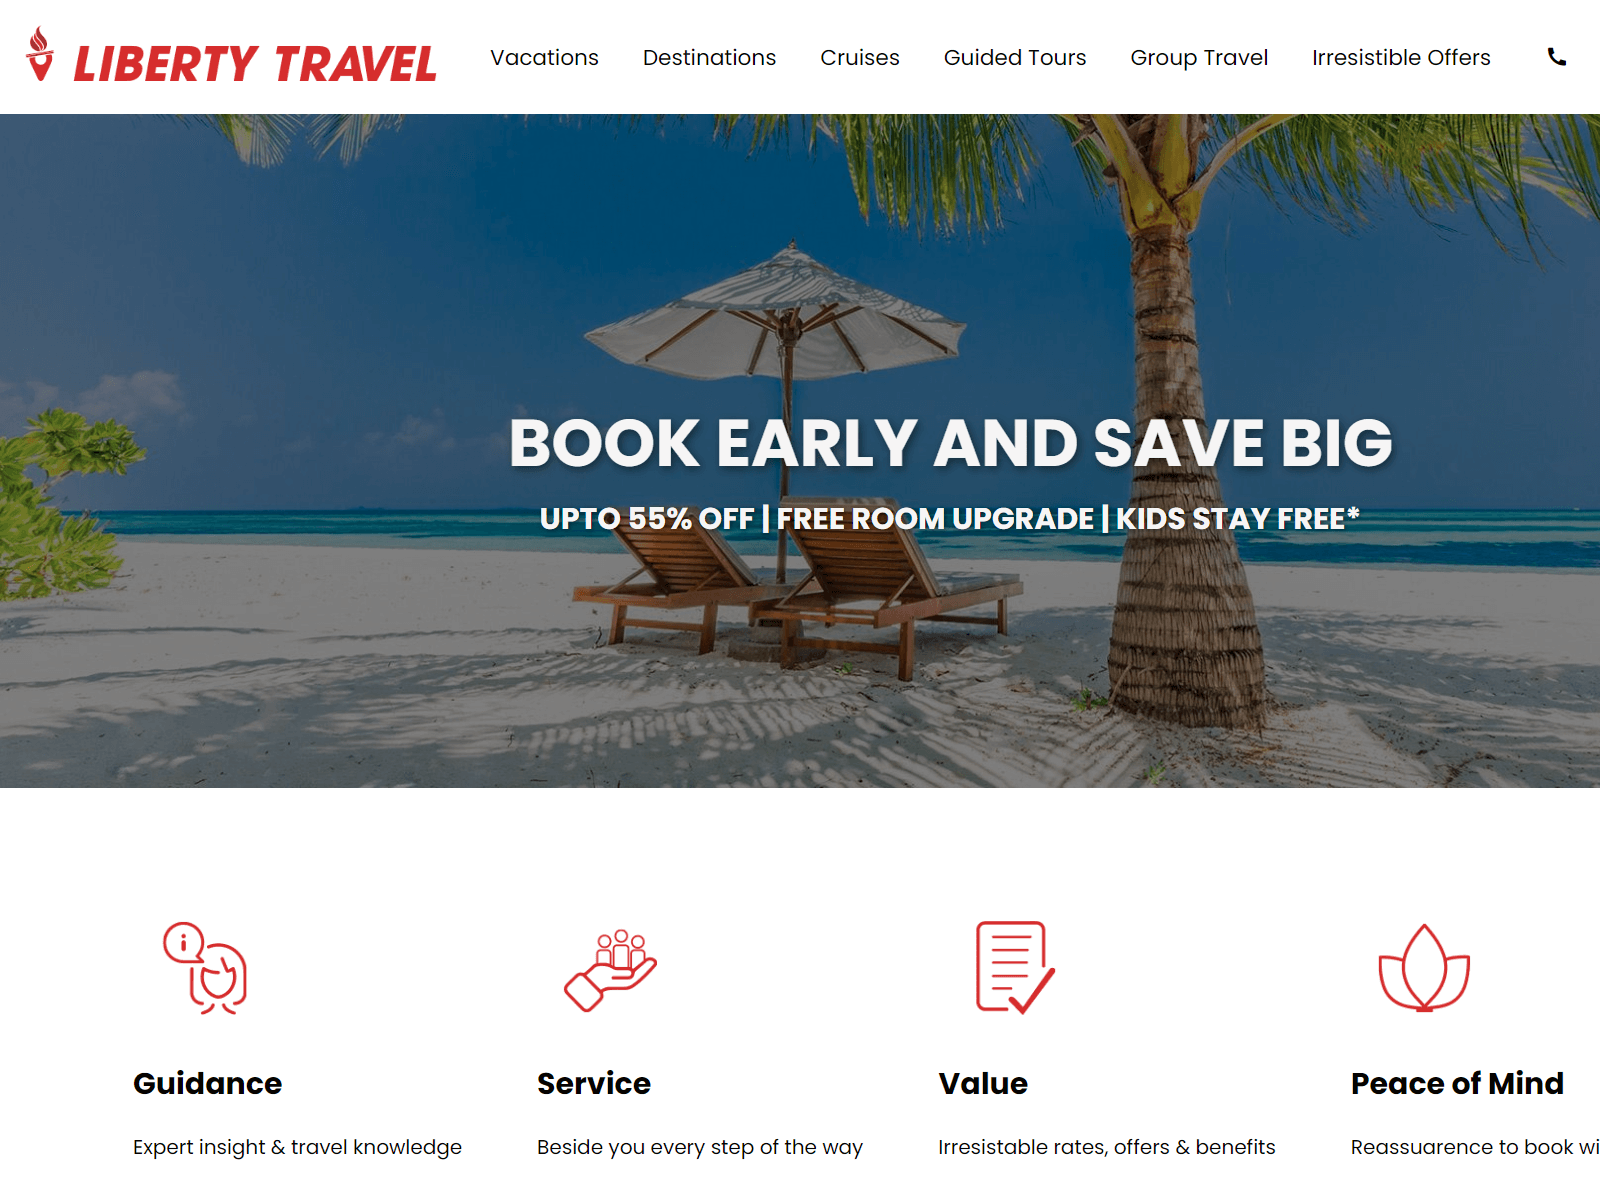 LIBERTY TRAVEL
Vacations Destinations Cruises Guided Tours Group Travel Irresistible Offers
BOOK EARLY AND SAVE BIG
UPTO 55% OFF | FREE ROOM UPGRADE | KIDS STAY FREE*
i
Guidance
Expert insight & travel knowledge
Service
Beside you every step of the way
Value
Irresistable rates, offers & benefits
Peace of Mind
Reassuarence to book wi